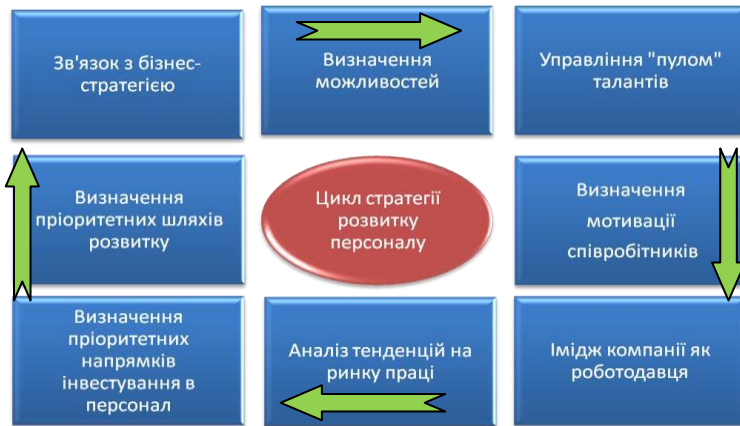 Зв'язок з бізнес-
стратегією
Визначення
можливостей
Управління "пулом"
талантів
Визначення
пріоритетних шляхів
розвитку
Цикл стратегії
розвитку
персоналу
Визначення
мотивації
співробітників
Визначення
пріоритетних
напрямків
інвестування в
персонал
Аналіз тенденцій на
ринку праці
Імідж компанії як
роботодавця